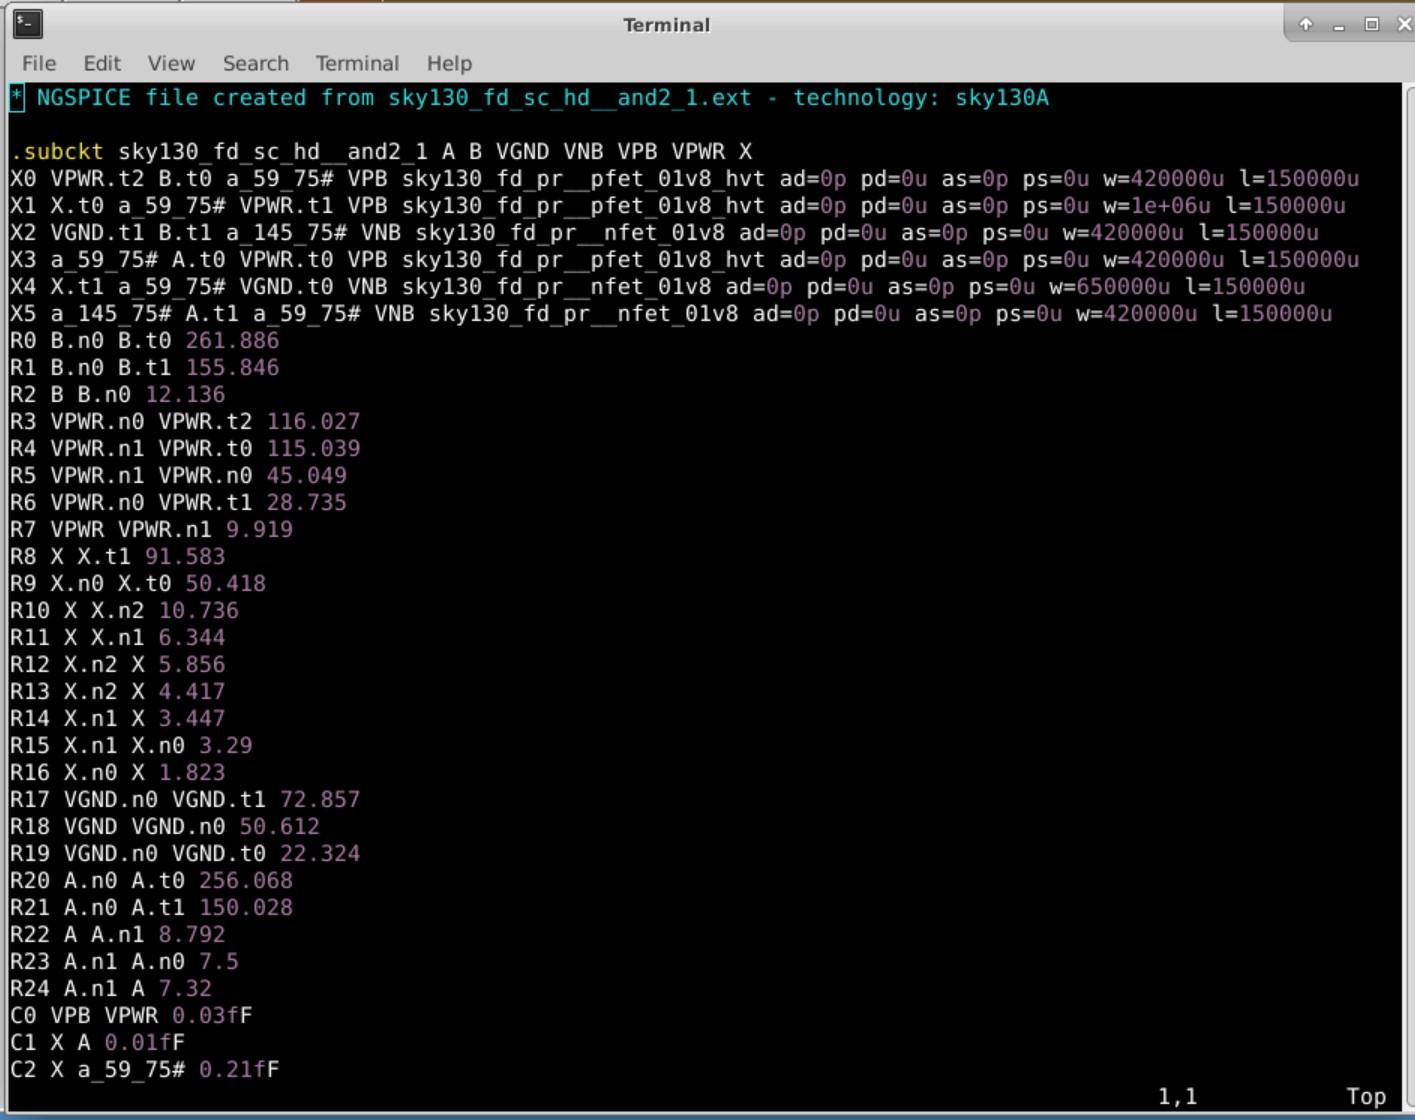 Terminal
File Edit View Search Terminal Help
* NGSPICE file created from sky130_fd_sc_hd__and2_1.ext - technology: sky130A
.subckt sky130_fd_sc_hd__and2_1 A B VGND VNB VPB VPWR X
X0 VPWR.t2 B.t0 a_59_75# VPB sky130_fd_pr__pfet_01v8_hvt ad=0p pd=0u as=0p ps=0u w=420000u l=150000u
X1 X.t0 a_59_75# VPWR.t1 VPB sky130_fd_pr__pfet_01v8_hvt ad=0p pd=0u as=0p ps=0u w=1e+06u l=150000u
X2 VGND.t1 B.t1 a_145_75# VNB sky130_fd_pr__nfet_01v8 ad=0p pd=0u as=0p ps=0u w=420000u l=150000u
X3 a_59_75# A.t0 VPWR.t0 VPB sky130_fd_pr__pfet_01v8_hvt ad=0p pd=0u as=0p ps=0u w=420000u l=150000u
X4 X.t1 a_59_75# VGND.t0 VNB sky130_fd_pr__nfet_01v8 ad=0p pd=0u as=0p ps=0u w=650000u l=150000u
X5 a_145_75# A.t1 a_59_75# VNB sky130_fd_pr__nfet_01v8 ad=0p pd=0u as=0p ps=0u w=420000u l=150000u
R0 B.n0 B.t0 261.886
R1 B.n0 B.t1 155.846
R2 B B.n0 12.136
R3 VPWR.n0 VPWR.t2 116.027
R4 VPWR.n1 VPWR.t0 115.039
R5 VPWR.n1 VPWR.n0 45.049
R6 VPWR.n0 VPWR.t1 28.735
R7 VPWR VPWR.n1 9.919
R8 X X.t1 91.583
R9 X.n0 X.t0 50.418
R10 X X.n2 10.736
R11 X X.n1 6.344
R12 X.n2 X 5.856
R13 X.n2 X 4.417
R14 X.n1 X 3.447
R15 X.n1 X.n0 3.29
R16 X.n0 X 1.823
R17 VGND.n0 VGND.t1 72.857
R18 VGND VGND.n0 50.612
R19 VGND.n0 VGND.t0 22.324
R20 A.n0 A.t0 256.068
R21 A.n0 A.t1 150.028
R22 A A.n1 8.792
R23 A.n1 A.n0 7.5
R24 A.n1 A 7.32
C0 VPB VPWR 0.03fF
C1 X A 0.01fF
C2 X a_59_75# 0.21fF
1,1 Top